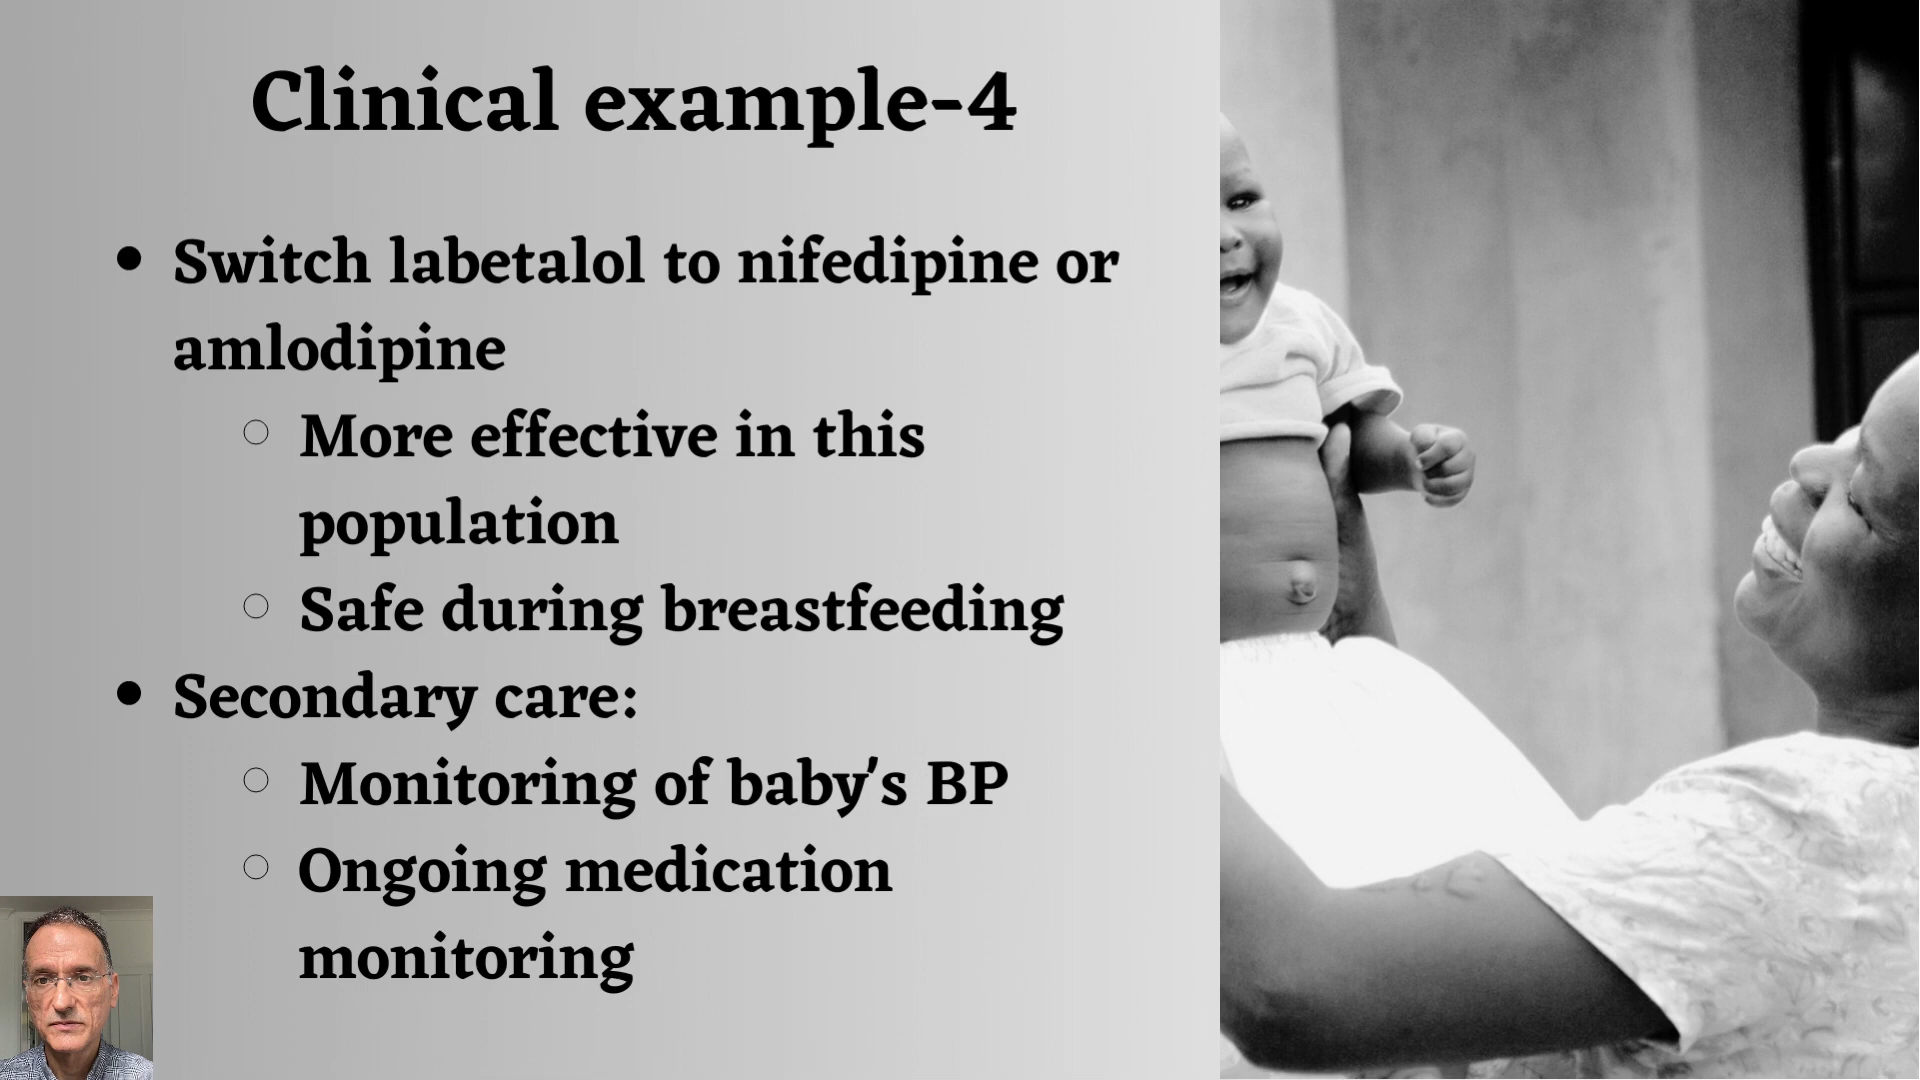 Clinical example-4
• Switch labetalol to nifedipine or
amlodipine
○ More effective in this
population
○ Safe during breastfeeding
• Secondary care:
○ Monitoring of baby's BP
○ Ongoing medication
monitoring